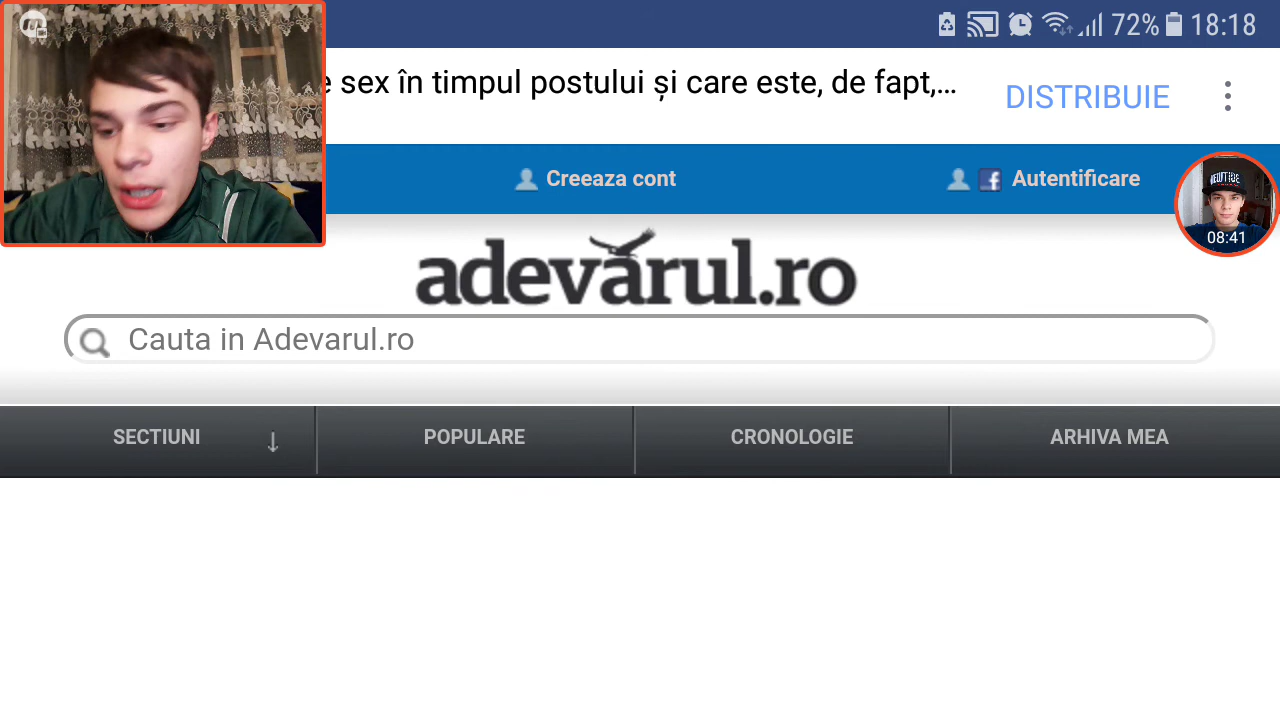 72% 18:18
sex în timpul postului și care este, de fapt,...
DISTRIBUIE
Creeaza cont
Autentificare
08:41
adevărul.ro
Cauta in Adevarul.ro
SECTIUNI ↓
POPULARE
CRONOLOGIE
ARHIVA MEA